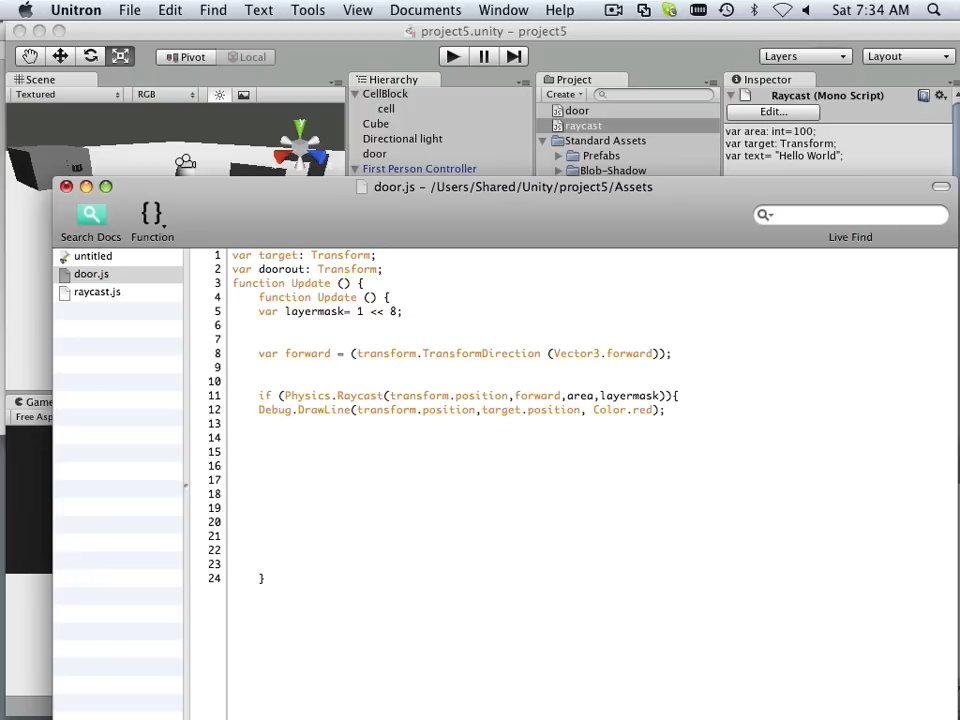 Unitron File Edit Find Text Tools View Documents Window Help Sat 7:34 AM
project5.unity – project5
Pivot Local Layers Layout
Scene Hierarchy Project Inspector
Textured RGB Create Raycast (Mono Script)
CellBlock door Edit...
cell raycast var area: int=100;
Cube Standard Assets var target: Transform;
Directional light Prefabs var text= "Hello World";
door Blob-Shadow
First Person Controller
door.js – /Users/Shared/Unity/project5/Assets
Search Docs Function Live Find
untitled
door.js
raycast.js
Game
Free Asp
1 var target: Transform;
2 var doorout: Transform;
3 function Update () {
4 function Update () {
5 var layermask= 1 << 8;
6
7
8 var forward = (transform.TransformDirection (Vector3.forward));
9
10
11 if (Physics.Raycast(transform.position,forward,area,layermask)){
12 Debug.DrawLine(transform.position,target.position, Color.red);
13
14
15
16
17
18
19
20
21
22
23
24 }